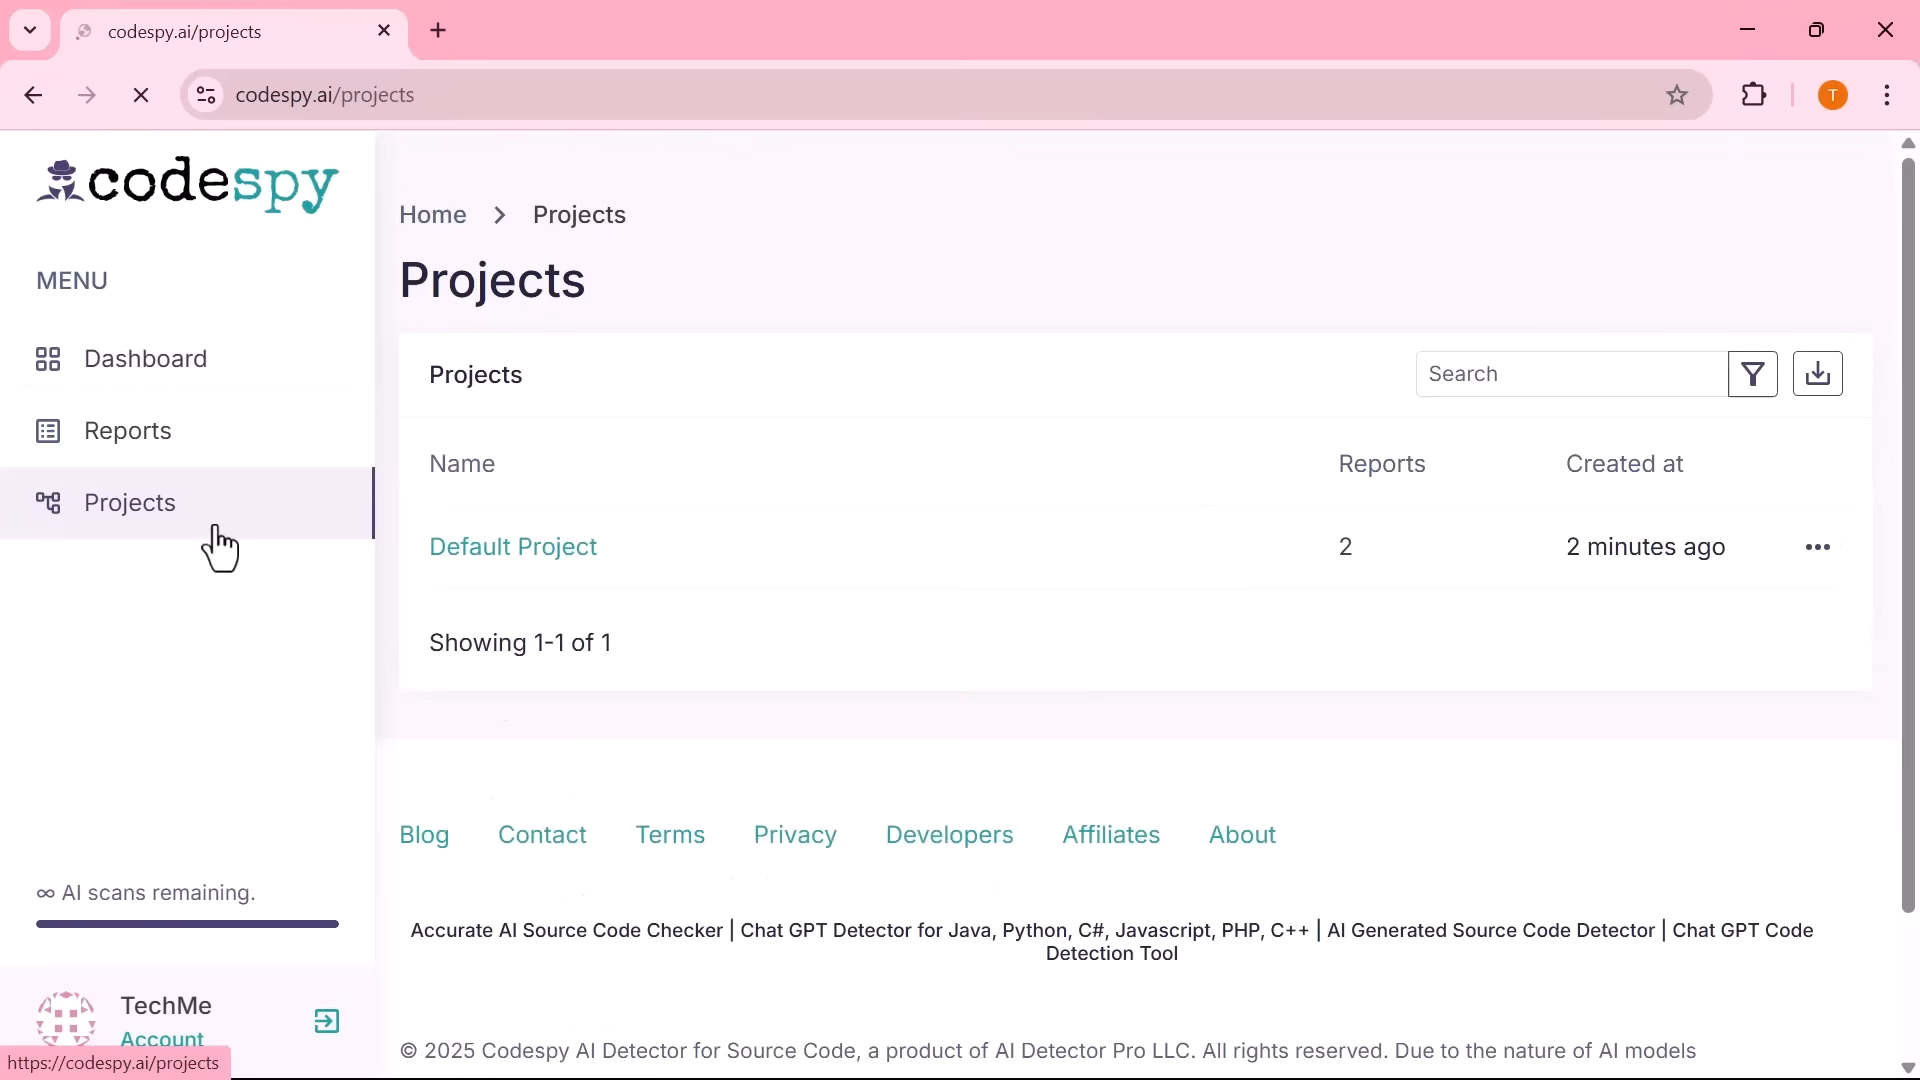 codespy.ai/projects
codespy.ai/projects
T
codespy
MENU
Dashboard
Reports
Projects
∞ AI scans remaining.
TechMe
Account
https://codespy.ai/projects
Home > Projects
Projects
Projects
Search
Name Reports Created at
Default Project 2 2 minutes ago
Showing 1-1 of 1
Blog Contact Terms Privacy Developers Affiliates About
Accurate AI Source Code Checker | Chat GPT Detector for Java, Python, C#, Javascript, PHP, C++ | AI Generated Source Code Detector | Chat GPT Code
Detection Tool
© 2025 Codespy AI Detector for Source Code, a product of AI Detector Pro LLC. All rights reserved. Due to the nature of AI models